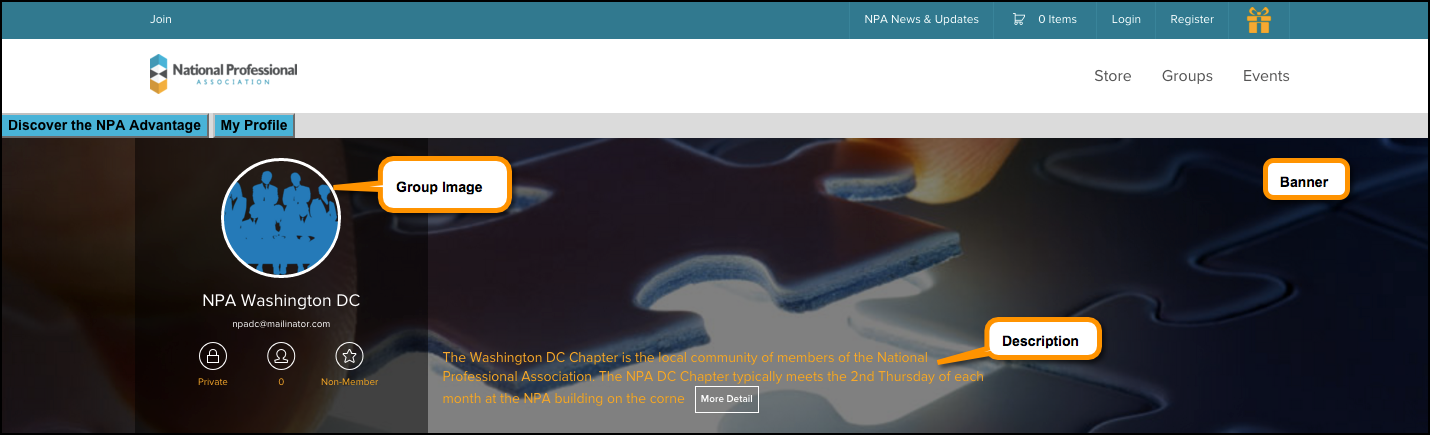 Join
NPA News & Updates
0 Items
Login
Register
National Professional
ASSOCIATION
Store
Groups
Events
Discover the NPA Advantage
My Profile
Group Image
Banner
NPA Washington DC
npadc@mailinator.com
Private
0
Non-Member
Description
The Washington DC Chapter is the local community of members of the National
Professional Association. The NPA DC Chapter typically meets the 2nd Thursday of each
month at the NPA building on the corne
More Detail